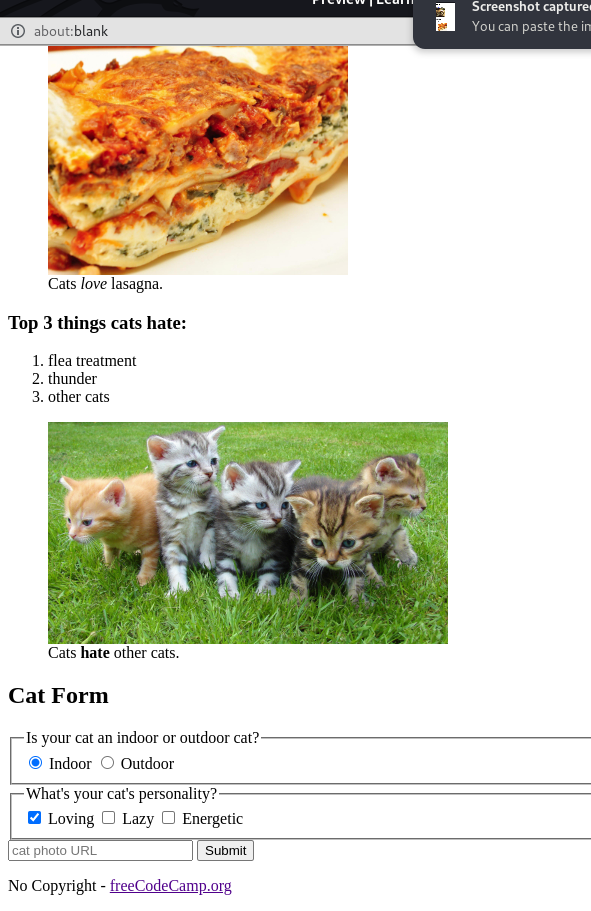 Preview | Learn
Screenshot captured
You can paste the im
about:blank
Cats love lasagna.
Top 3 things cats hate:
1. flea treatment
2. thunder
3. other cats
Cats hate other cats.
Cat Form
Is your cat an indoor or outdoor cat?
Indoor Outdoor
What's your cat's personality?
Loving Lazy Energetic
cat photo URL Submit
No Copyright - freeCodeCamp.org